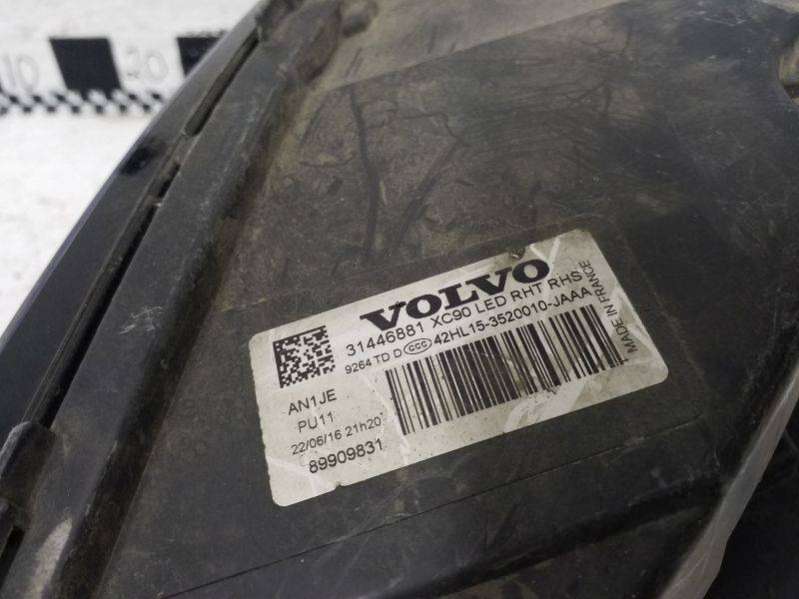 10 20
VOLVO
31446881 XC90 LED RHT RHS
9264 TD D CCC 42HL15-3520010-JAAA
MADE IN FRANCE
AN1JE
PU11
22/06/16 21h20
89909831